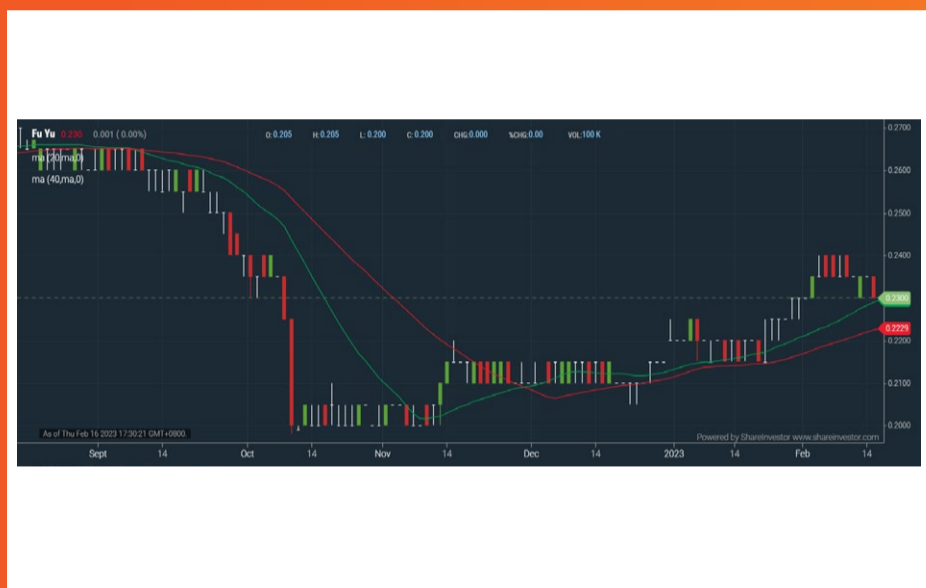 Fu Yu 0.230 0.001 ( 0.00%) O: 0.205 H: 0.205 L: 0.200 C: 0.200 CHG: 0.000 %CHG: 0.00 VOL: 100 K
ma (20,ma,0)
ma (40,ma,0)
0.2700
0.2600
0.2500
0.2400
0.2300
0.2229
0.2200
0.2100
0.2000
As of Thu Feb 16 2023 17:30:21 GMT+0800.
Powered by ShareInvestor www.shareinvestor.com
Sept 14 Oct 14 Nov 14 Dec 14 2023 14 Feb 14